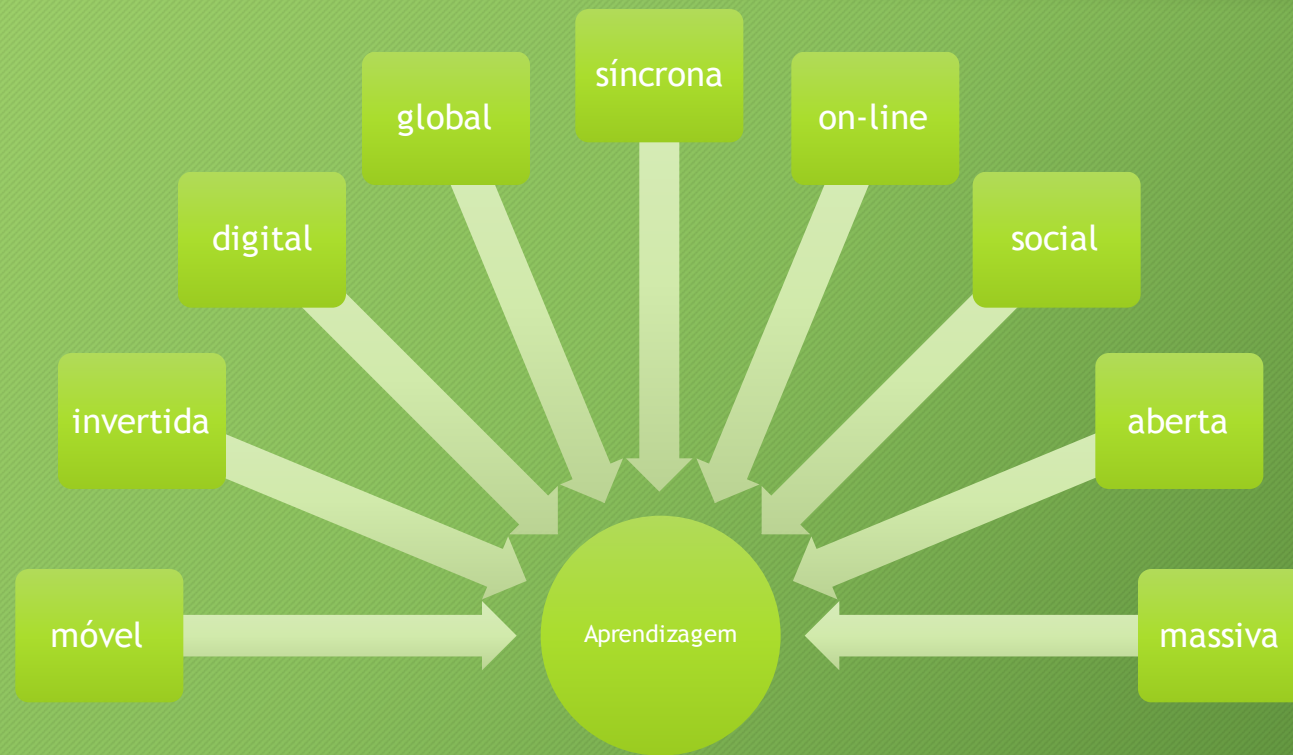 síncrona
global
on-line
digital
social
invertida
aberta
móvel
Aprendizagem
massiva